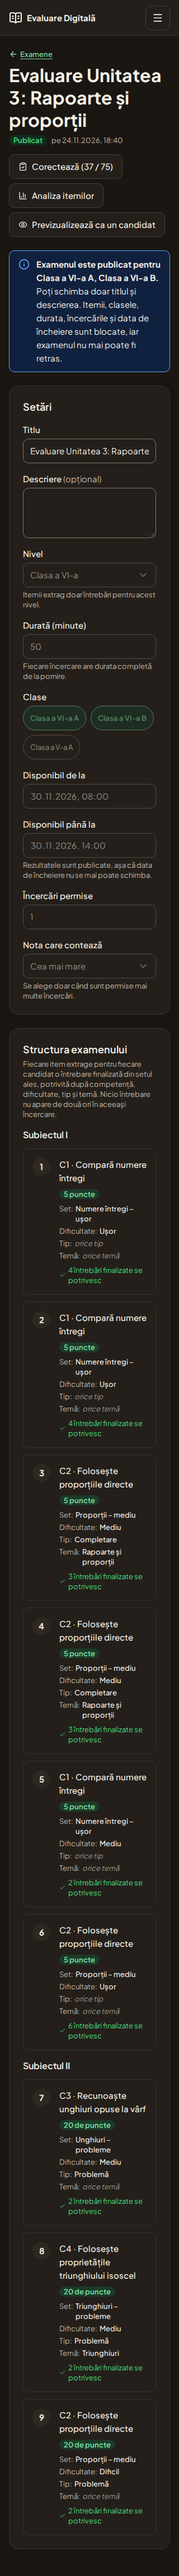 Evaluare Digitală
Examene
Evaluare Unitatea
3: Rapoarte și
proporții
Publicat pe 24.11.2026, 18:40
Corectează (37 / 75)
Analiza itemilor
Previzualizează ca un candidat
Examenul este publicat pentru
Clasa a VI-a A, Clasa a VI-a B.
Poți schimba doar titlul și
descrierea. Itemii, clasele,
durata, încercările și data de
încheiere sunt blocate, iar
examenul nu mai poate fi
retras.
Setări
Titlu
Evaluare Unitatea 3: Rapoarte
Descriere (opțional)
Nivel
Clasa a VI-a
Itemii extrag doar întrebări pentru acest
nivel.
Durată (minute)
50
Fiecare încercare are durata completă
de la pornire.
Clase
Clasa a VI-a A
Clasa a VI-a B
Clasa a V-a A
Disponibil de la
30.11.2026, 08:00
Disponibil până la
30.11.2026, 14:00
Rezultatele sunt publicate, așa că data
de încheiere nu se mai poate schimba.
Încercări permise
1
Nota care contează
Cea mai mare
Se alege doar când sunt permise mai
multe încercări.
Structura examenului
Fiecare item extrage pentru fiecare
candidat o întrebare finalizată din setul
ales, potrivită după competență,
dificultate, tip și temă. Nicio întrebare
nu apare de două ori în aceeași
încercare.
Subiectul I
1
C1 · Compară numere
întregi
5 puncte
Set: Numere întregi –
ușor
Dificultate: Ușor
Tip: orice tip
Temă: orice temă
4 întrebări finalizate se
potrivesc
2
C1 · Compară numere
întregi
5 puncte
Set: Numere întregi –
ușor
Dificultate: Ușor
Tip: orice tip
Temă: orice temă
4 întrebări finalizate se
potrivesc
3
C2 · Folosește
proporțiile directe
5 puncte
Set: Proporții – mediu
Dificultate: Mediu
Tip: Completare
Temă: Rapoarte și
proporții
3 întrebări finalizate se
potrivesc
4
C2 · Folosește
proporțiile directe
5 puncte
Set: Proporții – mediu
Dificultate: Mediu
Tip: Completare
Temă: Rapoarte și
proporții
3 întrebări finalizate se
potrivesc
5
C1 · Compară numere
întregi
5 puncte
Set: Numere întregi –
ușor
Dificultate: Mediu
Tip: orice tip
Temă: orice temă
2 întrebări finalizate se
potrivesc
6
C2 · Folosește
proporțiile directe
5 puncte
Set: Proporții – mediu
Dificultate: Ușor
Tip: orice tip
Temă: orice temă
6 întrebări finalizate se
potrivesc
Subiectul II
7
C3 · Recunoaște
unghiuri opuse la vârf
20 de puncte
Set: Unghiuri –
probleme
Dificultate: Mediu
Tip: Problemă
Temă: orice temă
2 întrebări finalizate se
potrivesc
8
C4 · Folosește
proprietățile
triunghiului isoscel
20 de puncte
Set: Triunghiuri –
probleme
Dificultate: Mediu
Tip: Problemă
Temă: Triunghiuri
2 întrebări finalizate se
potrivesc
9
C2 · Folosește
proporțiile directe
20 de puncte
Set: Proporții – mediu
Dificultate: Dificil
Tip: Problemă
Temă: orice temă
2 întrebări finalizate se
potrivesc